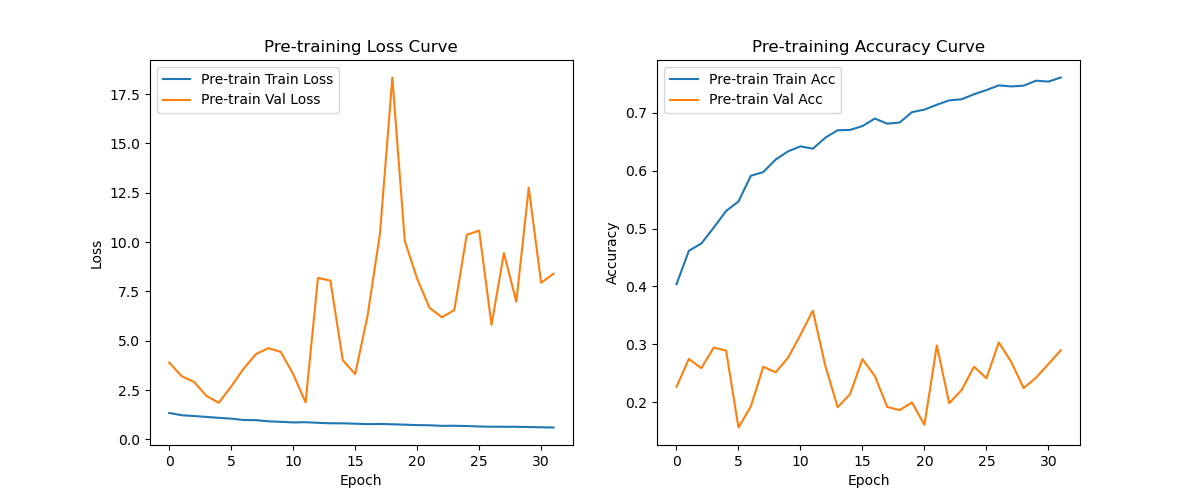 Pre-training Loss Curve
Pre-train Train Loss
Pre-train Val Loss
17.5
15.0
12.5
10.0
7.5
5.0
2.5
0.0
Loss
0 5 10 15 20 25 30
Epoch
Pre-training Accuracy Curve
Pre-train Train Acc
Pre-train Val Acc
0.7
0.6
0.5
0.4
0.3
0.2
Accuracy
0 5 10 15 20 25 30
Epoch